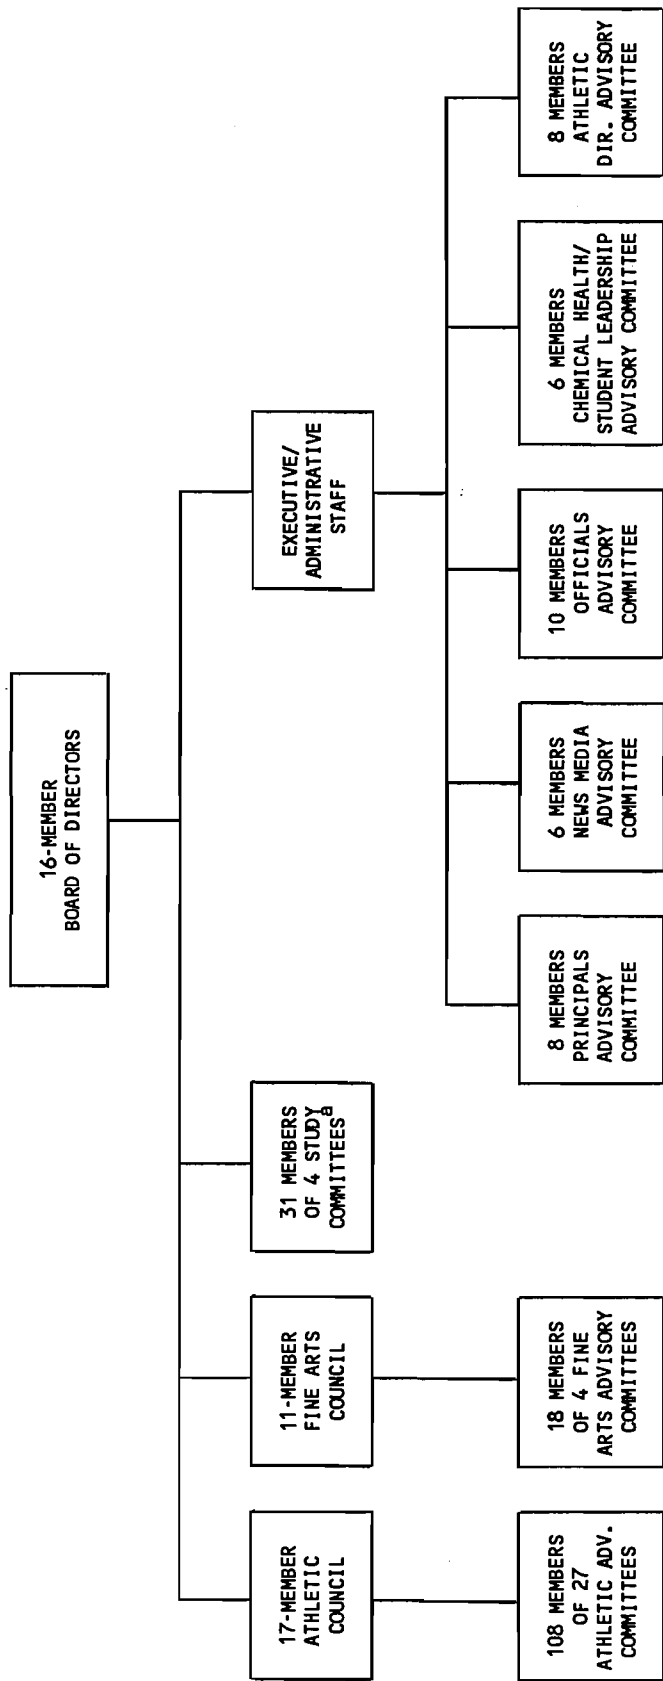 16-MEMBER
BOARD OF DIRECTORS
17-MEMBER
ATHLETIC
COUNCIL
11-MEMBER
FINE ARTS
COUNCIL
31 MEMBERS
OF 4 STUDY
COMMITTEESª
EXECUTIVE/
ADMINISTRATIVE
STAFF
108 MEMBERS
OF 27
ATHLETIC ADV.
COMMITTEES
18 MEMBERS
OF 4 FINE
ARTS ADVISORY
COMMITTEES
8 MEMBERS
PRINCIPALS
ADVISORY
COMMITTEE
6 MEMBERS
NEWS MEDIA
ADVISORY
COMMITTEE
10 MEMBERS
OFFICIALS
ADVISORY
COMMITTEE
6 MEMBERS
CHEMICAL HEALTH/
STUDENT LEADERSHIP
ADVISORY COMMITTEE
8 MEMBERS
ATHLETIC
DIR. ADVISORY
COMMITTEE